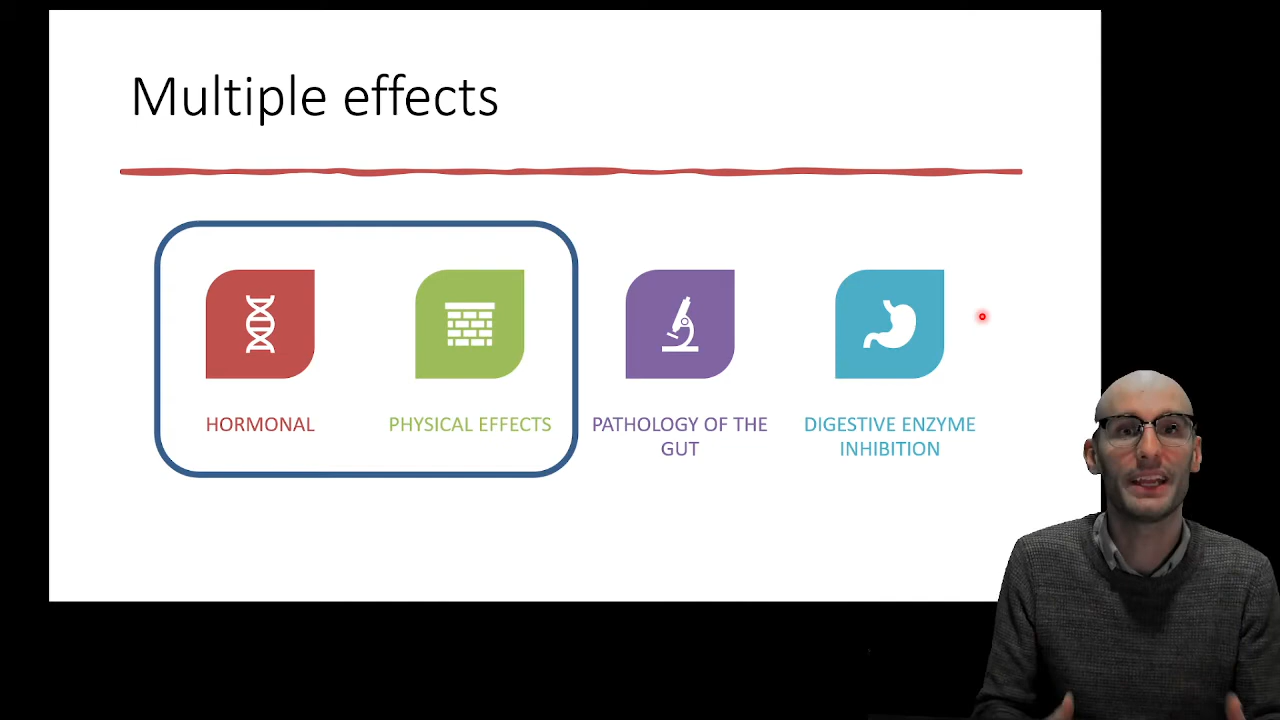 Multiple effects
HORMONAL
PHYSICAL EFFECTS
PATHOLOGY OF THE
GUT
DIGESTIVE ENZYME
INHIBITION